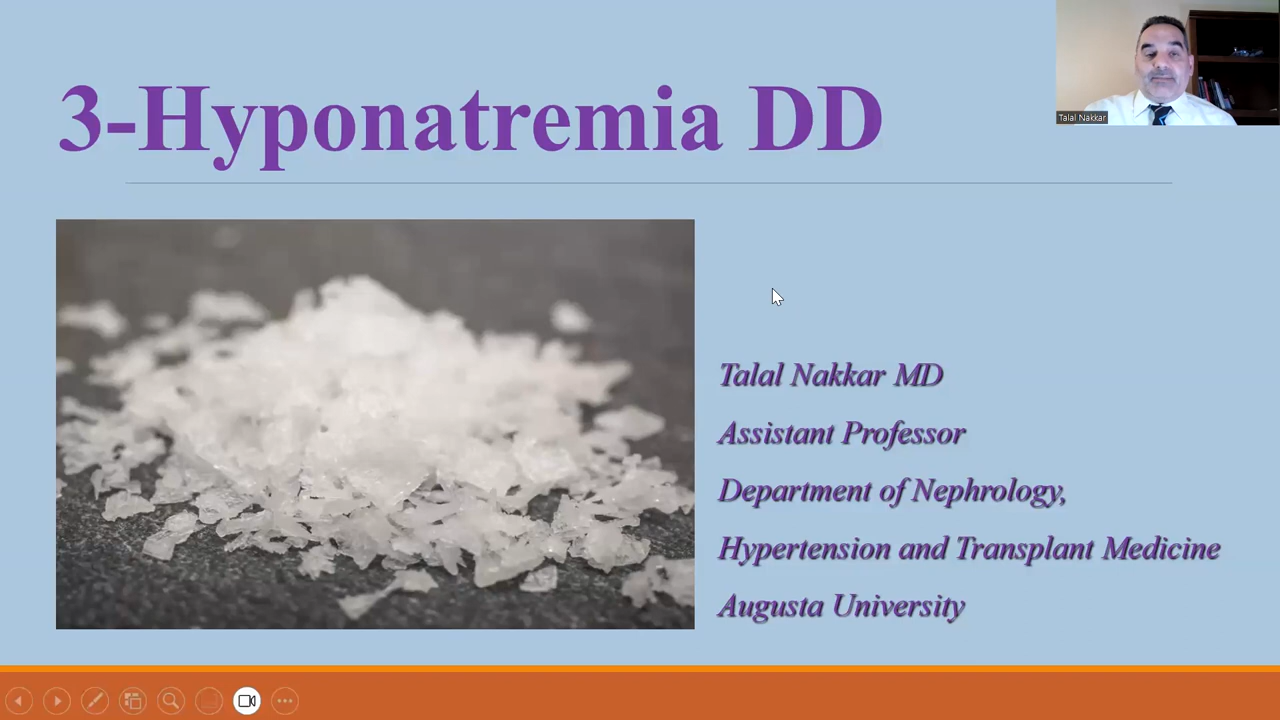 3-Hyponatremia DD
Talal Nakkar
Talal Nakkar MD
Assistant Professor
Department of Nephrology,
Hypertension and Transplant Medicine
Augusta University